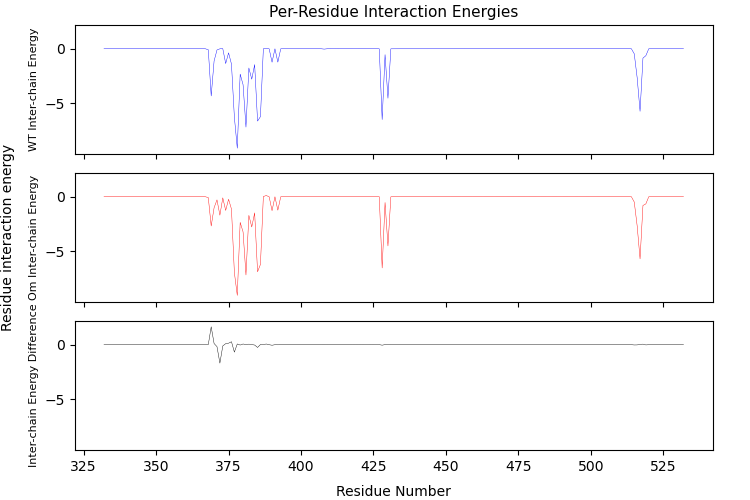 Per-Residue Interaction Energies
Residue interaction energy
WT Inter-chain Energy
0
−5
Om Inter-chain Energy
0
−5
Inter-chain Energy Difference
0
−5
325 350 375 400 425 450 475 500 525
Residue Number